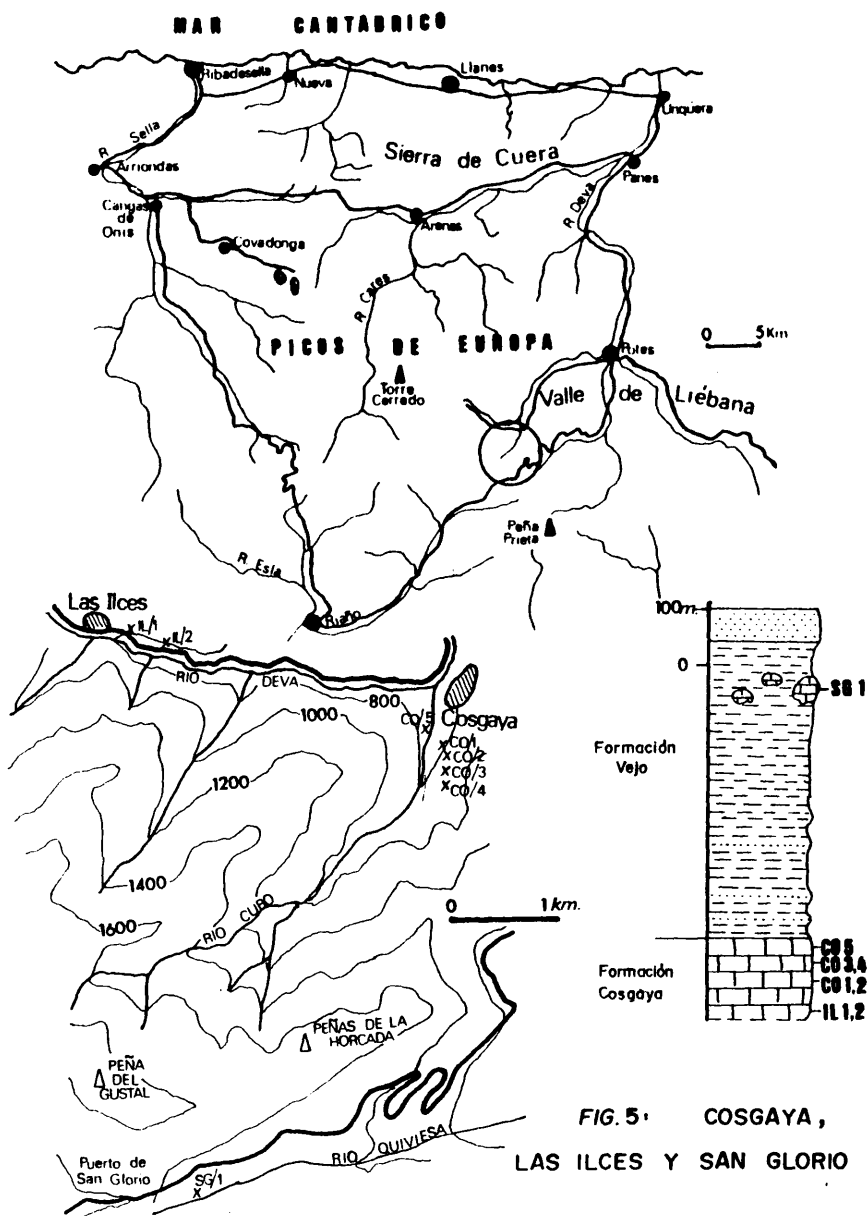 MAR CANTABRICO
Ribadesella
Nueva
Llanes
Unquera
R. Sella
Sierra de Cuera
Arriondas
Panes
Cangas de Onis
R. Deva
Arenas
Covadonga
R. Cares
PICOS DE EUROPA
0 5 Km
Potes
Torre Cerredo
Valle de Liébana
Peña Prieta
R. Esla
Riaño
Las Ilces
IL/1
IL/2
RIO DEVA
800
1000
CO/5
Cosgaya
CO/1
CO/2
CO/3
CO/4
1200
1400
1600
RIO CUBO
0 1 km.
PEÑAS DE LA HORCADA
PEÑA DEL GUSTAL
RIO QUIVIESA
Puerto de San Glorio
SG/1
100m.
0
SG 1
Formación Vejo
Formación Cosgaya
CO 5
CO 3,4
CO 1,2
IL 1,2
FIG. 5: COSGAYA,
LAS ILCES Y SAN GLORIO